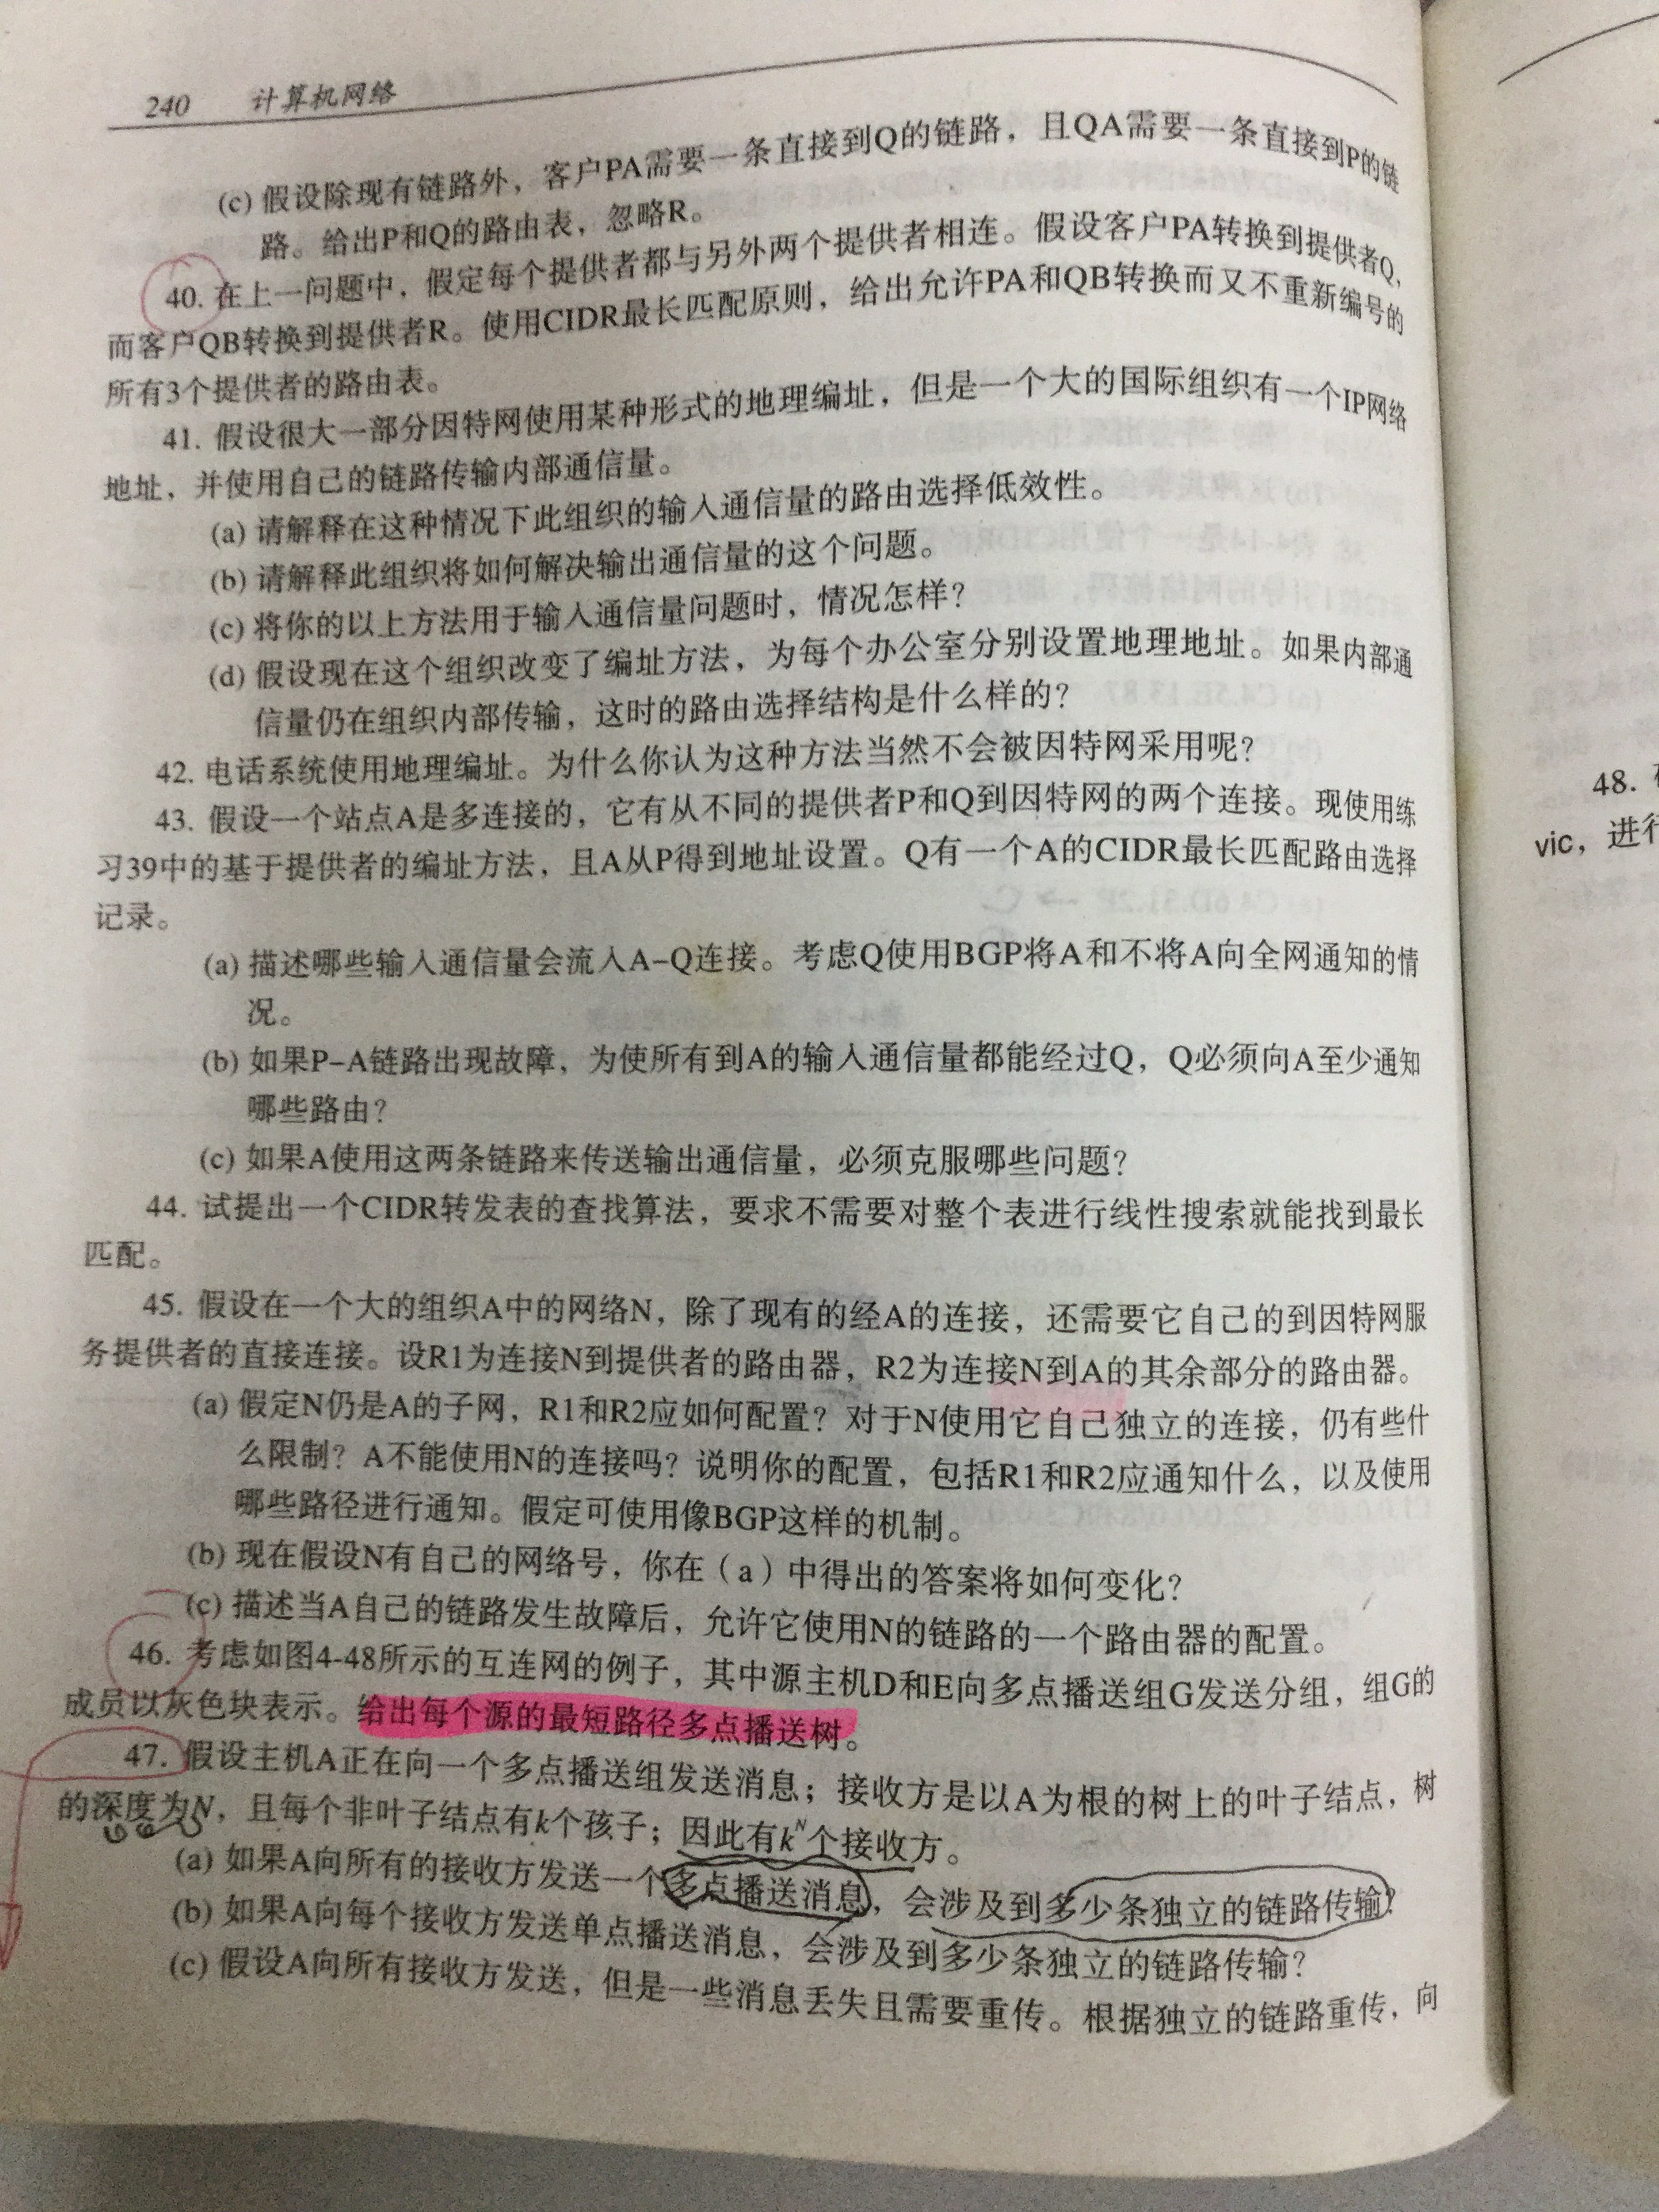 240 计算机网络
(c) 假设除现有链路外，客户PA需要一条直接到Q的链路，且QA需要一条直接到P的链
路。给出P和Q的路由表，忽略R。
40. 在上一问题中，假定每个提供者都与另外两个提供者相连。假设客户PA转换到提供者Q，
而客户QB转换到提供者R。使用CIDR最长匹配原则，给出允许PA和QB转换而又不重新编号的
所有3个提供者的路由表。
41. 假设很大一部分因特网使用某种形式的地理编址，但是一个大的国际组织有一个IP网络
地址，并使用自己的链路传输内部通信量。
(a) 请解释在这种情况下此组织的输入通信量的路由选择低效性。
(b) 请解释此组织将如何解决输出通信量的这个问题。
(c) 将你的以上方法用于输入通信量问题时，情况怎样？
(d) 假设现在这个组织改变了编址方法，为每个办公室分别设置地理地址。如果内部通
信量仍在组织内部传输，这时的路由选择结构是什么样的？
42. 电话系统使用地理编址。为什么你认为这种方法当然不会被因特网采用呢？
43. 假设一个站点A是多连接的，它有从不同的提供者P和Q到因特网的两个连接。现使用练
习39中的基于提供者的编址方法，且A从P得到地址设置。Q有一个A的CIDR最长匹配路由选择
记录。
(a) 描述哪些输入通信量会流入A–Q连接。考虑Q使用BGP将A和不将A向全网通知的情
况。
(b) 如果P–A链路出现故障，为使所有到A的输入通信量都能经过Q，Q必须向A至少通知
哪些路由？
(c) 如果A使用这两条链路来传送输出通信量，必须克服哪些问题？
44. 试提出一个CIDR转发表的查找算法，要求不需要对整个表进行线性搜索就能找到最长
匹配。
45. 假设在一个大的组织A中的网络N，除了现有的经A的连接，还需要它自己的到因特网服
务提供者的直接连接。设R1为连接N到提供者的路由器，R2为连接N到A的其余部分的路由器。
(a) 假定N仍是A的子网，R1和R2应如何配置？对于N使用它自己独立的连接，仍有些什
么限制？A不能使用N的连接吗？说明你的配置，包括R1和R2应通知什么，以及使用
哪些路径进行通知。假定可使用像BGP这样的机制。
(b) 现在假设N有自己的网络号，你在（a）中得出的答案将如何变化？
(c) 描述当A自己的链路发生故障后，允许它使用N的链路的一个路由器的配置。
46. 考虑如图4-48所示的互连网的例子，其中源主机D和E向多点播送组G发送分组，组G的
成员以灰色块表示。给出每个源的最短路径多点播送树。
47. 假设主机A正在向一个多点播送组发送消息；接收方是以A为根的树上的叶子结点，树
的深度为N，且每个非叶子结点有k个孩子；因此有k^N个接收方。
(a) 如果A向所有的接收方发送一个多点播送消息，会涉及到多少条独立的链路传输？
(b) 如果A向每个接收方发送单点播送消息，会涉及到多少条独立的链路传输？
(c) 假设A向所有接收方发送，但是一些消息丢失且需要重传。根据独立的链路重传，向
48.
vic，进行